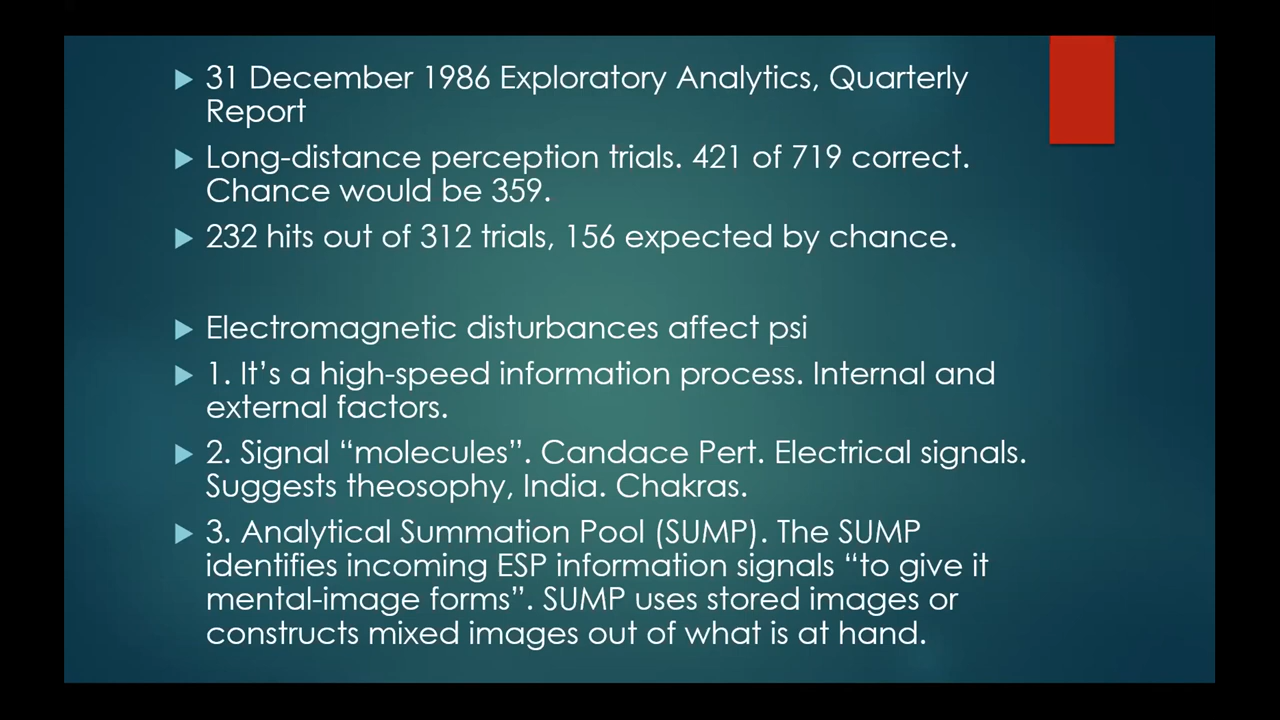 31 December 1986 Exploratory Analytics, Quarterly
Report
Long-distance perception trials. 421 of 719 correct.
Chance would be 359.
232 hits out of 312 trials, 156 expected by chance.
Electromagnetic disturbances affect psi
1. It’s a high-speed information process. Internal and
external factors.
2. Signal “molecules”. Candace Pert. Electrical signals.
Suggests theosophy, India. Chakras.
3. Analytical Summation Pool (SUMP). The SUMP
identifies incoming ESP information signals “to give it
mental-image forms”. SUMP uses stored images or
constructs mixed images out of what is at hand.